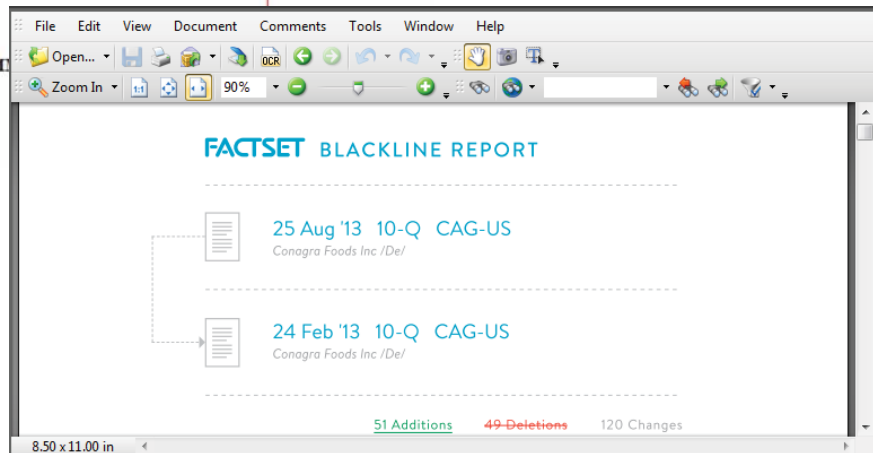 File Edit View Document Comments Tools Window Help
Open... OCR
Zoom In 1:1 90%
FACTSET BLACKLINE REPORT
25 Aug '13 10-Q CAG-US
Conagra Foods Inc /De/
24 Feb '13 10-Q CAG-US
Conagra Foods Inc /De/
51 Additions 49 Deletions 120 Changes
8.50 x 11.00 in